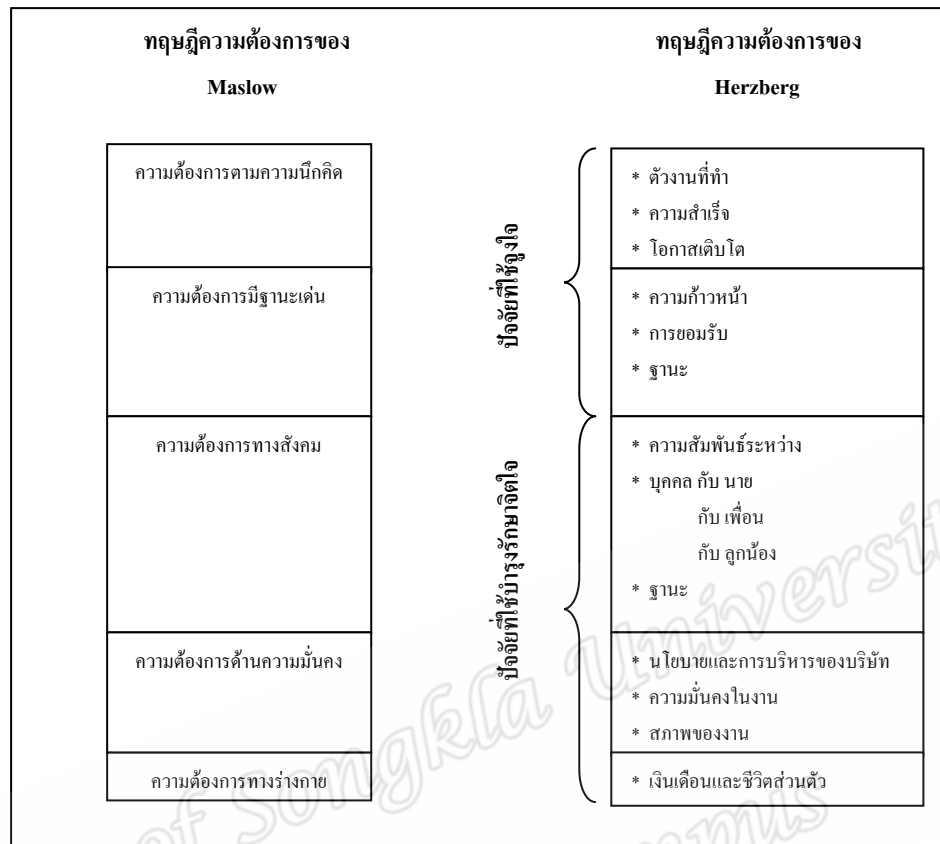 ทฤษฎีความต้องการของ
Maslow
ความต้องการตามความนึกคิด
ความต้องการมีฐานะเด่น
ความต้องการทางสังคม
ความต้องการด้านความมั่นคง
ความต้องการทางร่างกาย
ทฤษฎีความต้องการของ
Herzberg
ปัจจัยที่ใช้จูงใจ
* ตัวงานที่ทำ
* ความสำเร็จ
* โอกาสเติบโต
* ความก้าวหน้า
* การยอมรับ
* ฐานะ
ปัจจัยที่ใช้บำรุงรักษาจิตใจ
* ความสัมพันธ์ระหว่าง
* บุคคล กับ นาย
กับ เพื่อน
กับ ลูกน้อง
* ฐานะ
* นโยบายและการบริหารของบริษัท
* ความมั่นคงในงาน
* สภาพของงาน
* เงินเดือนและชีวิตส่วนตัว
of Songkla Universit